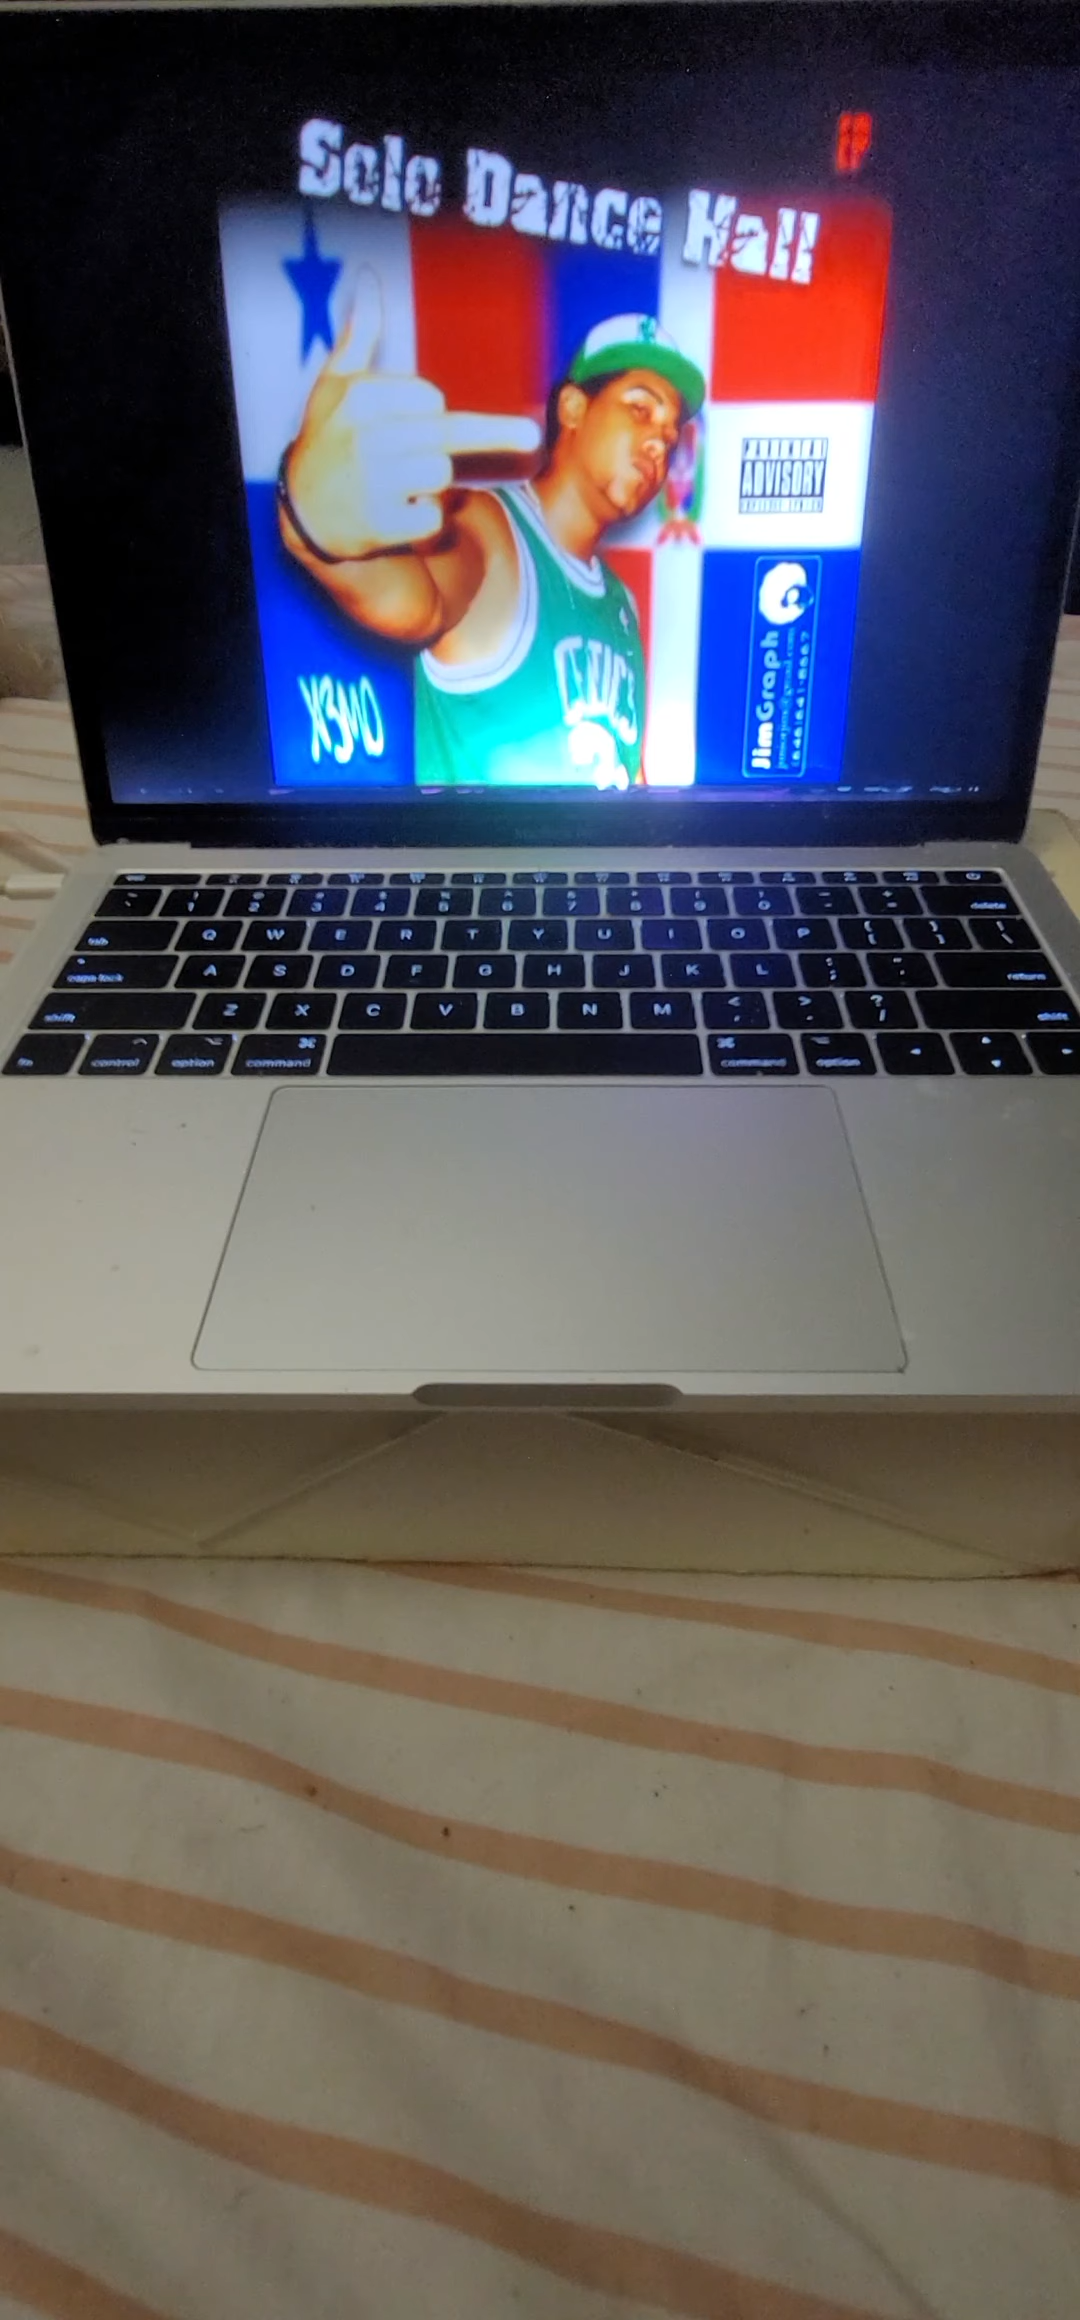 Solo Dance Hall
EP
ADVISORY
CELTICS
X3MO
JimGraph
delete
tab
Q W E R T Y U I O P
caps lock
A S D F G H J K L
return
shift
Z X C V B N M
shift
fn
control
option
command
command
option